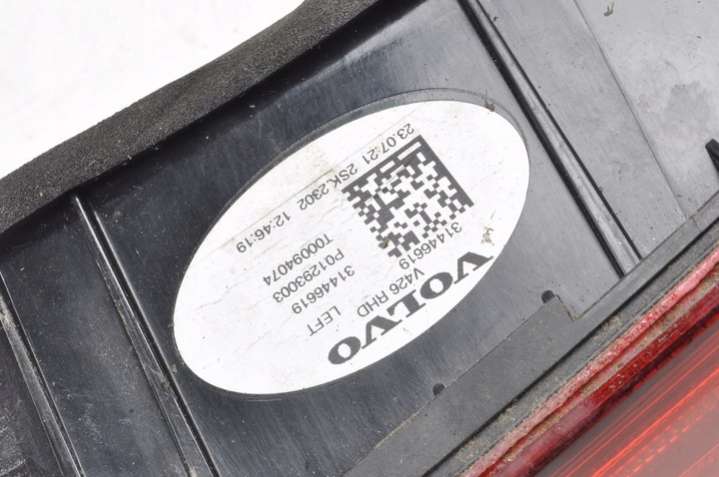 VOLVO
V426 RHD LEFT
31446619
31446619
P01293003
T00094074
23.07.21 2SK.2302 12:46:19